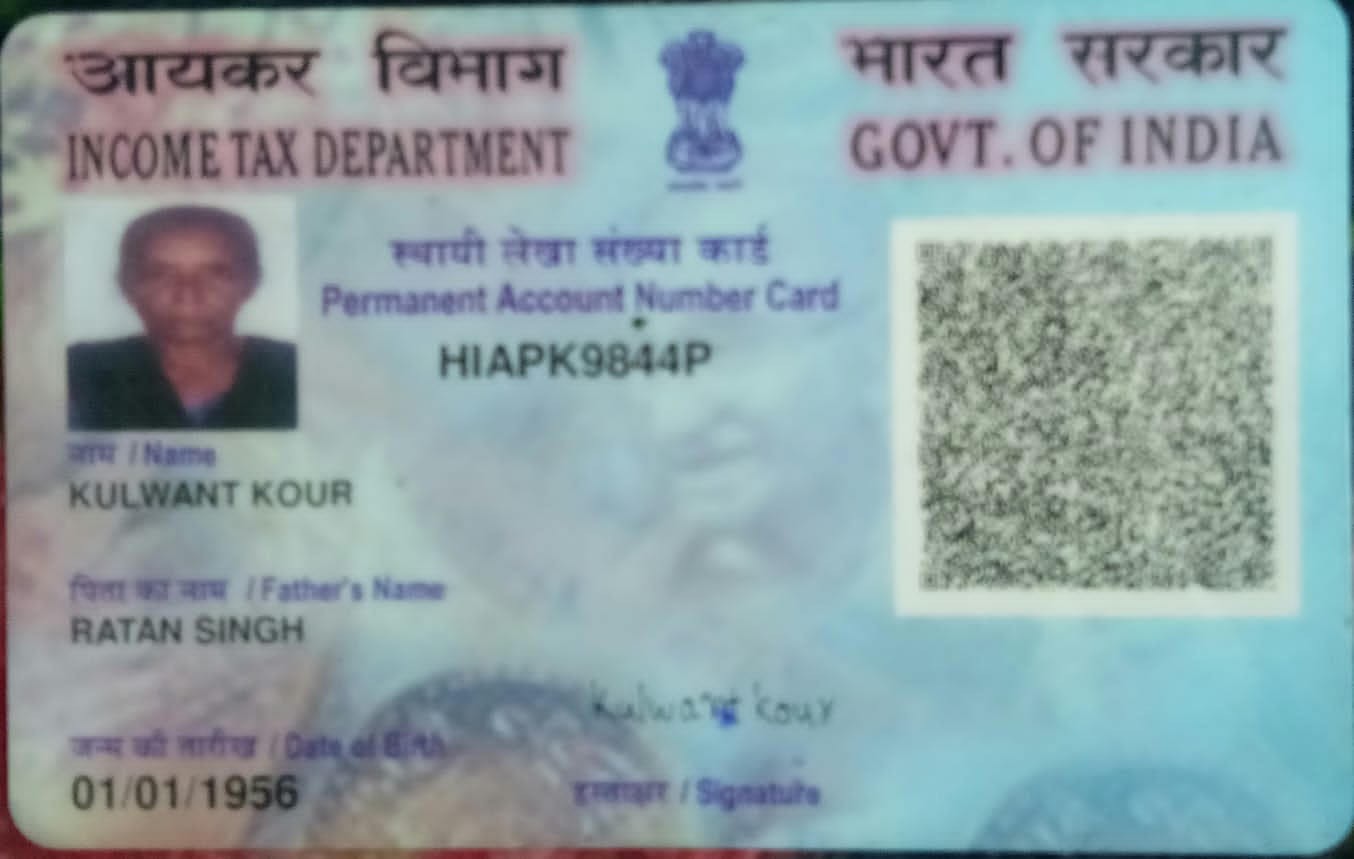 आयकर विभाग
INCOME TAX DEPARTMENT
भारत सरकार
GOVT. OF INDIA
स्थायी लेखा संख्या कार्ड
Permanent Account Number Card
HIAPK9844P
नाम / Name
KULWANT KOUR
पिता का नाम / Father's Name
RATAN SINGH
Kulwant kour
जन्म की तारीख / Date of Birth
01/01/1956
हस्ताक्षर / Signature